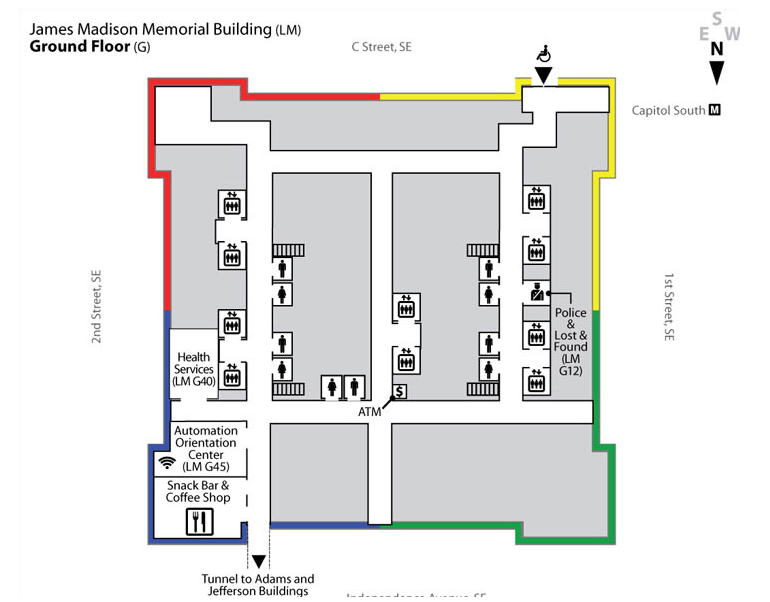 James Madison Memorial Building (LM)
Ground Floor (G)
C Street, SE
S
E W
N
Capitol South M
2nd Street, SE
1st Street, SE
Police
&
Lost &
Found
(LM
G12)
Health
Services
(LM G40)
$
ATM
Automation
Orientation
Center
(LM G45)
Snack Bar &
Coffee Shop
Tunnel to Adams and
Jefferson Buildings
Independence Avenue, SE